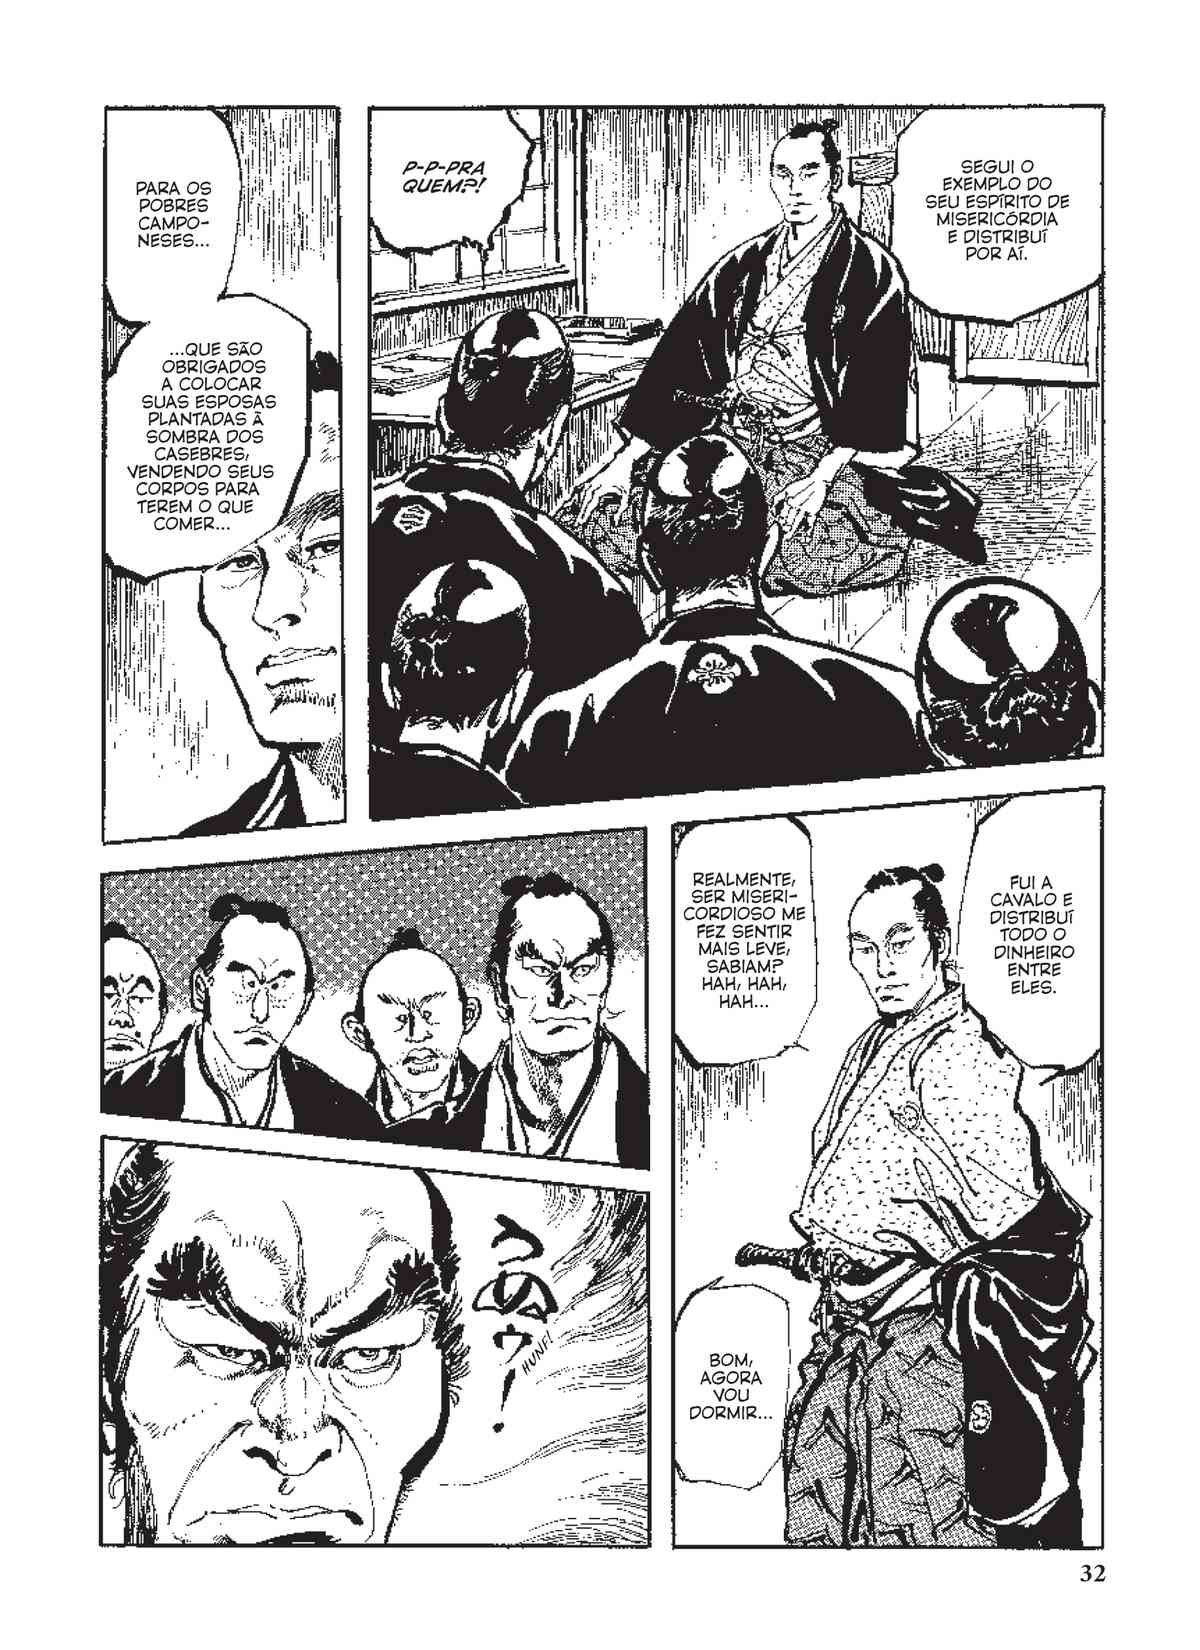 SEGUI O
EXEMPLO DO
SEU ESPÍRITO DE
MISERICÓRDIA
E DISTRIBUÍ
POR AÍ.
P-P-PRA
QUEM?!
PARA OS
POBRES
CAMPO-
NESES...
...QUE SÃO
OBRIGADOS
A COLOCAR
SUAS ESPOSAS
PLANTADAS À
SOMBRA DOS
CASEBRES,
VENDENDO SEUS
CORPOS PARA
TEREM O QUE
COMER...
FUI A
CAVALO E
DISTRIBUÍ
TODO O
DINHEIRO
ENTRE
ELES.
REALMENTE,
SER MISERI-
CORDIOSO ME
FEZ SENTIR
MAIS LEVE,
SABIAM?
HAH, HAH,
HAH...
BOM,
AGORA
VOU
DORMIR...
うぬゥ！
HUNF!
32